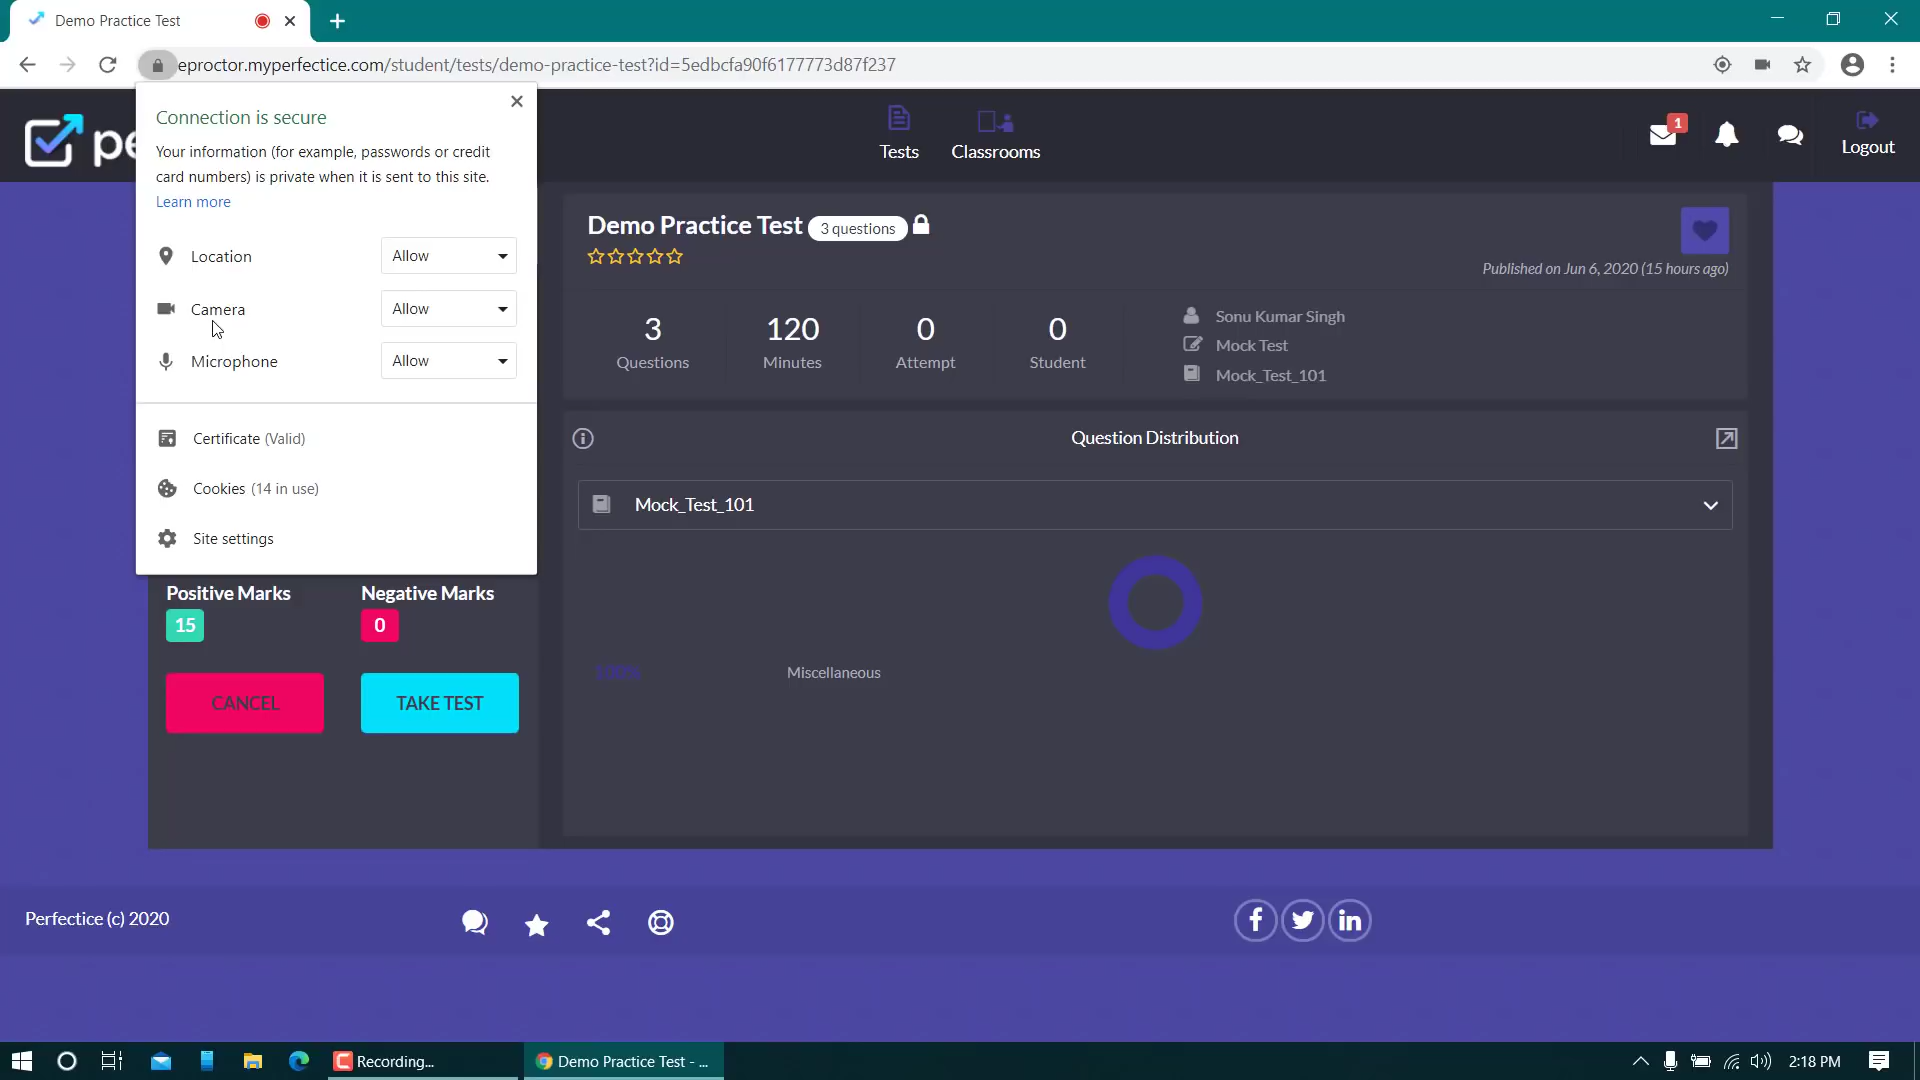 Demo Practice Test
eproctor.myperfectice.com/student/tests/demo-practice-test?id=5edbcfa90f6177773d87f237
Connection is secure
Your information (for example, passwords or credit
card numbers) is private when it is sent to this site.
Learn more
Location Allow
Camera Allow
Microphone Allow
Certificate (Valid)
Cookies (14 in use)
Site settings
pe
Tests
Classrooms
1
Logout
Demo Practice Test 3 questions
Published on Jun 6, 2020 (15 hours ago)
3 120 0 0
Questions Minutes Attempt Student
Sonu Kumar Singh
Mock Test
Mock_Test_101
Question Distribution
Mock_Test_101
100% Miscellaneous
Positive Marks Negative Marks
15 0
CANCEL TAKE TEST
Perfectice (c) 2020
Recording...
Demo Practice Test - ...
2:18 PM